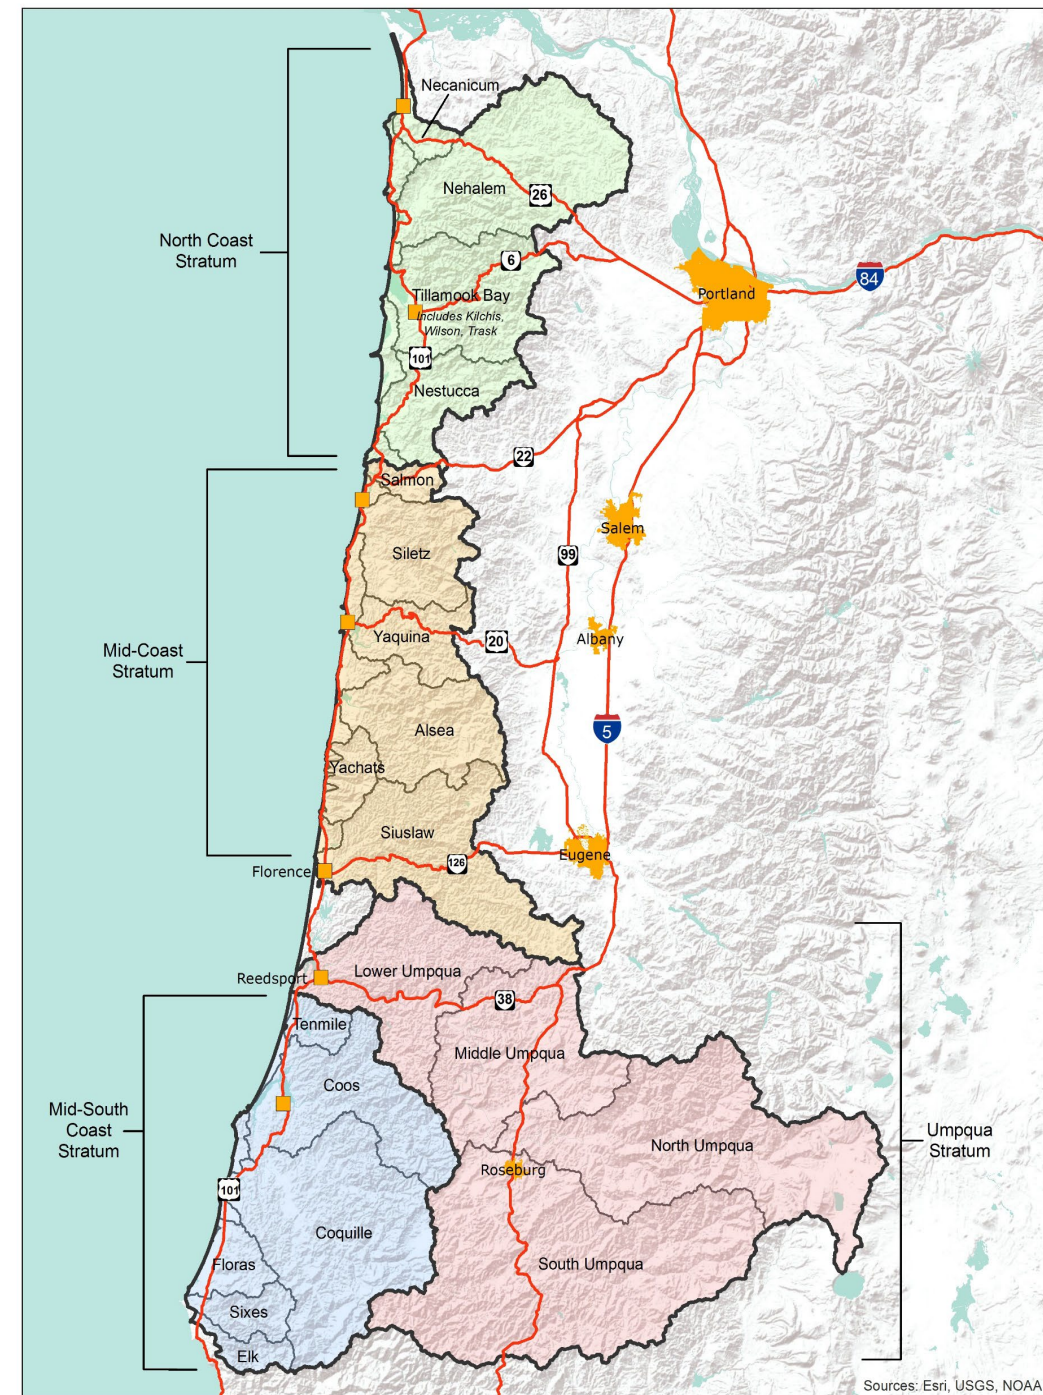 Necanicum
Nehalem
26
North Coast
Stratum
6
84
Portland
Tillamook Bay
Includes Kilchis,
Wilson, Trask
101
Nestucca
22
Salmon
Salem
Siletz
99
Yaquina
20
Albany
Mid-Coast
Stratum
Alsea
5
Yachats
Siuslaw
Eugene
126
Florence
Lower Umpqua
Reedsport
38
Tenmile
Middle Umpqua
Coos
Mid-South
Coast
Stratum
North Umpqua
Umpqua
Stratum
Roseburg
101
Coquille
Floras
South Umpqua
Sixes
Elk
Sources: Esri, USGS, NOAA